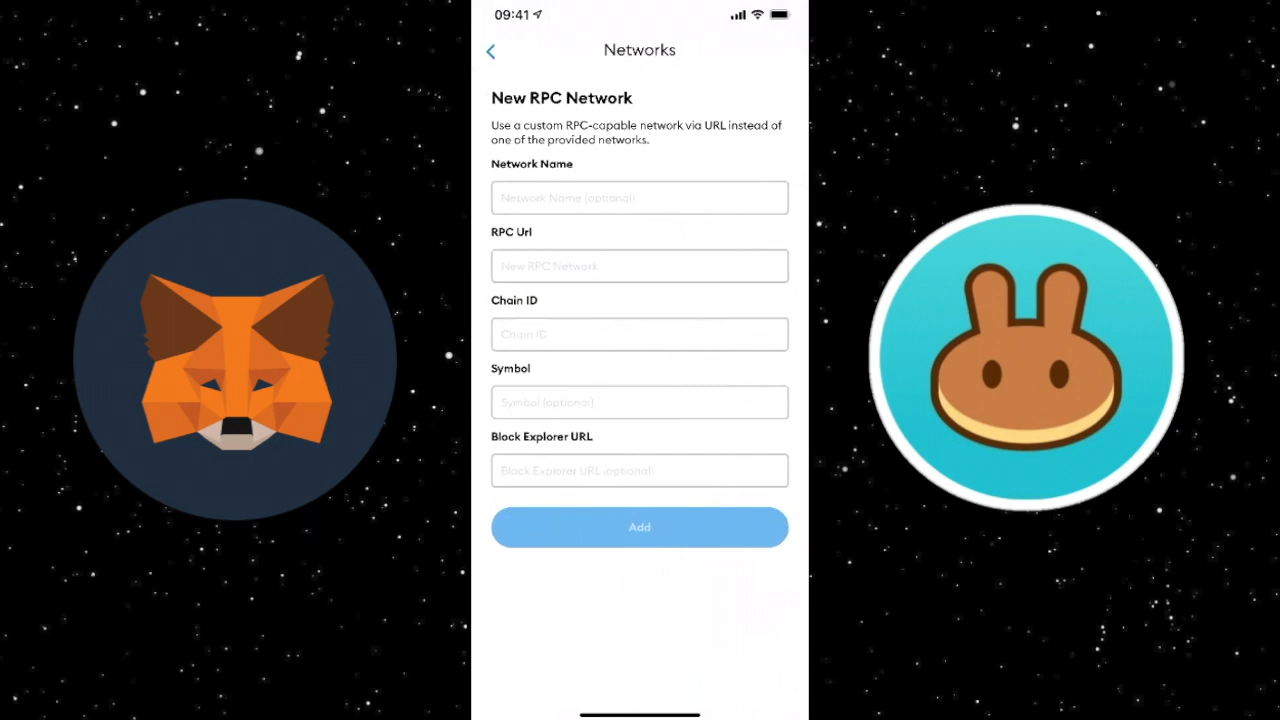 09:41
Networks
New RPC Network
Use a custom RPC-capable network via URL instead of
one of the provided networks.
Network Name
Network Name (optional)
RPC Url
New RPC Network
Chain ID
Chain ID
Symbol
Symbol (optional)
Block Explorer URL
Block Explorer URL (optional)
Add